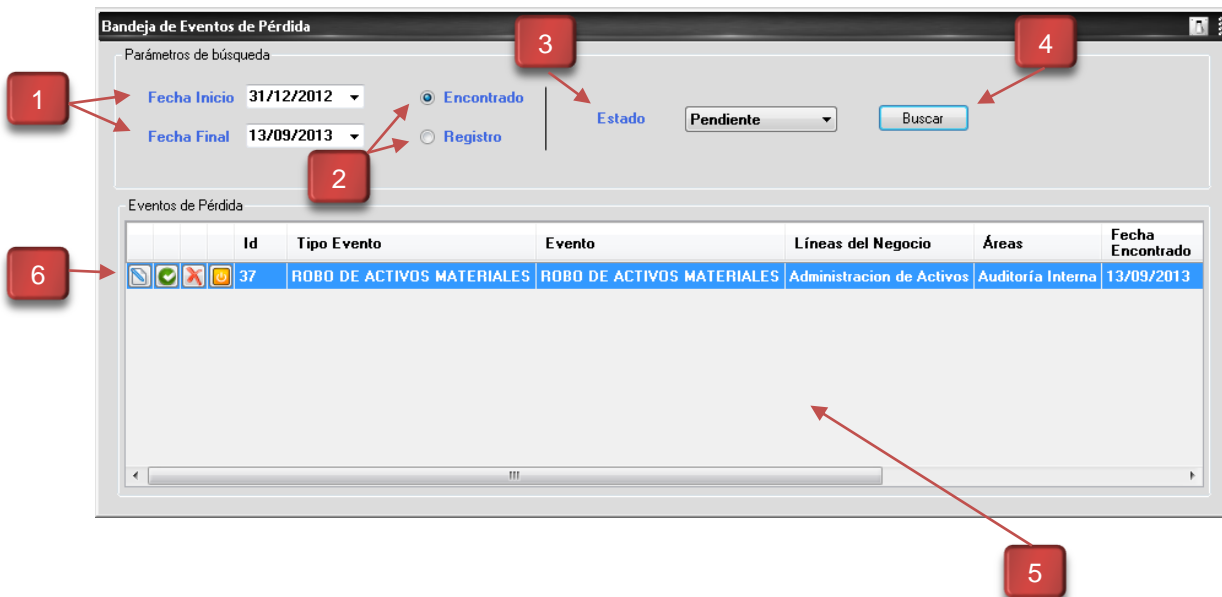 Bandeja de Eventos de Pérdida
3
4
Parámetros de búsqueda
1
Fecha Inicio 31/12/2012 Encontrado
Estado Pendiente Buscar
Fecha Final 13/09/2013 Registro
2
Eventos de Pérdida
Id Tipo Evento Evento Líneas del Negocio Áreas Fecha Encontrado
6
37 ROBO DE ACTIVOS MATERIALES ROBO DE ACTIVOS MATERIALES Administracion de Activos Auditoría Interna 13/09/2013
5